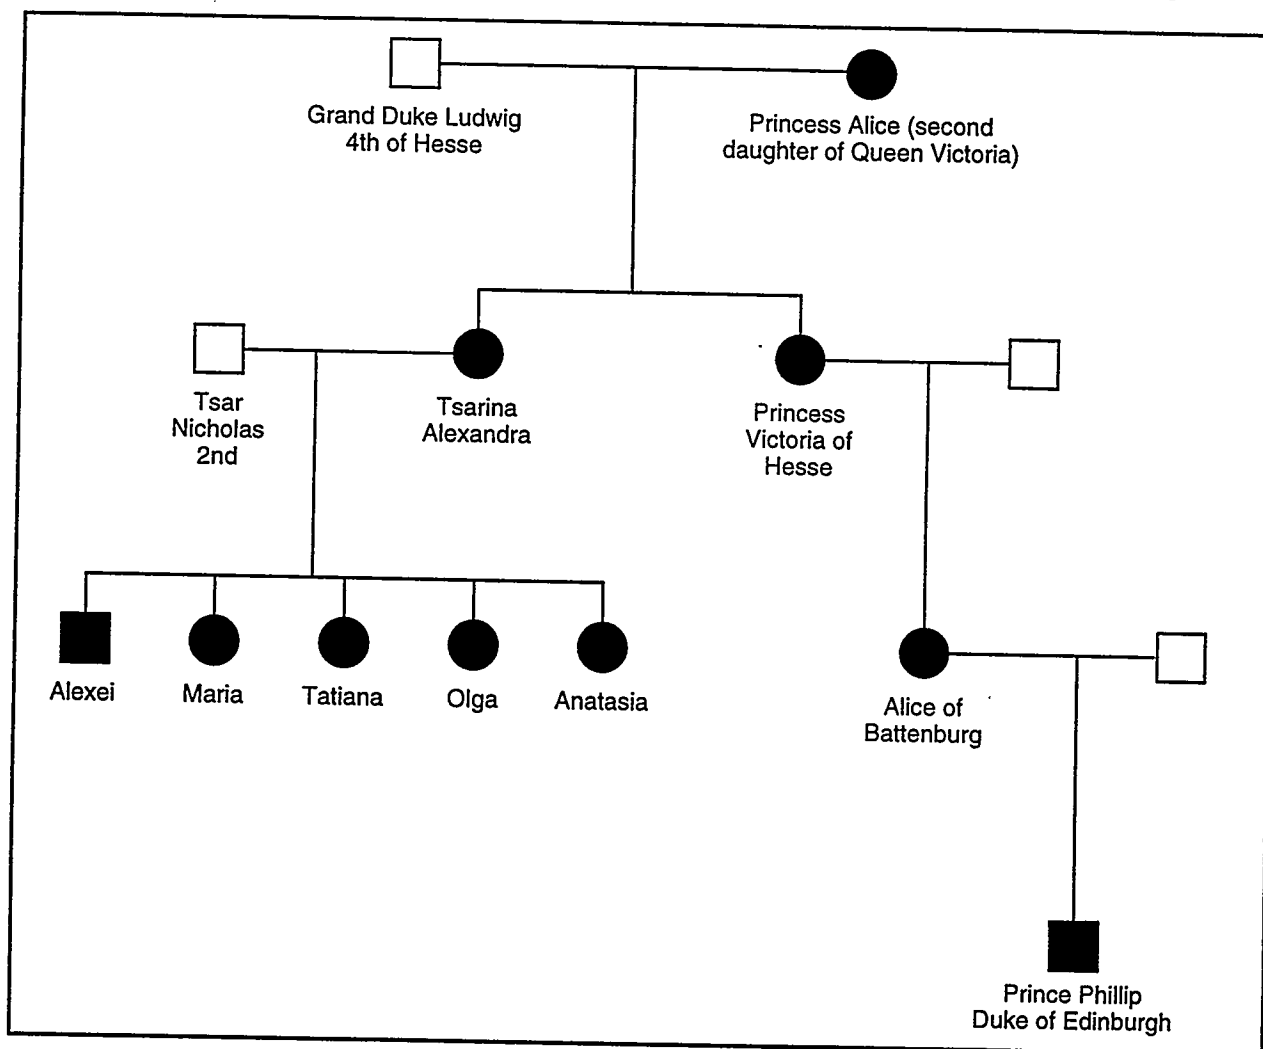 Grand Duke Ludwig
4th of Hesse
Princess Alice (second
daughter of Queen Victoria)
Tsar
Nicholas
2nd
Tsarina
Alexandra
Princess
Victoria of
Hesse
Alexei
Maria
Tatiana
Olga
Anatasia
Alice of
Battenburg
Prince Phillip
Duke of Edinburgh